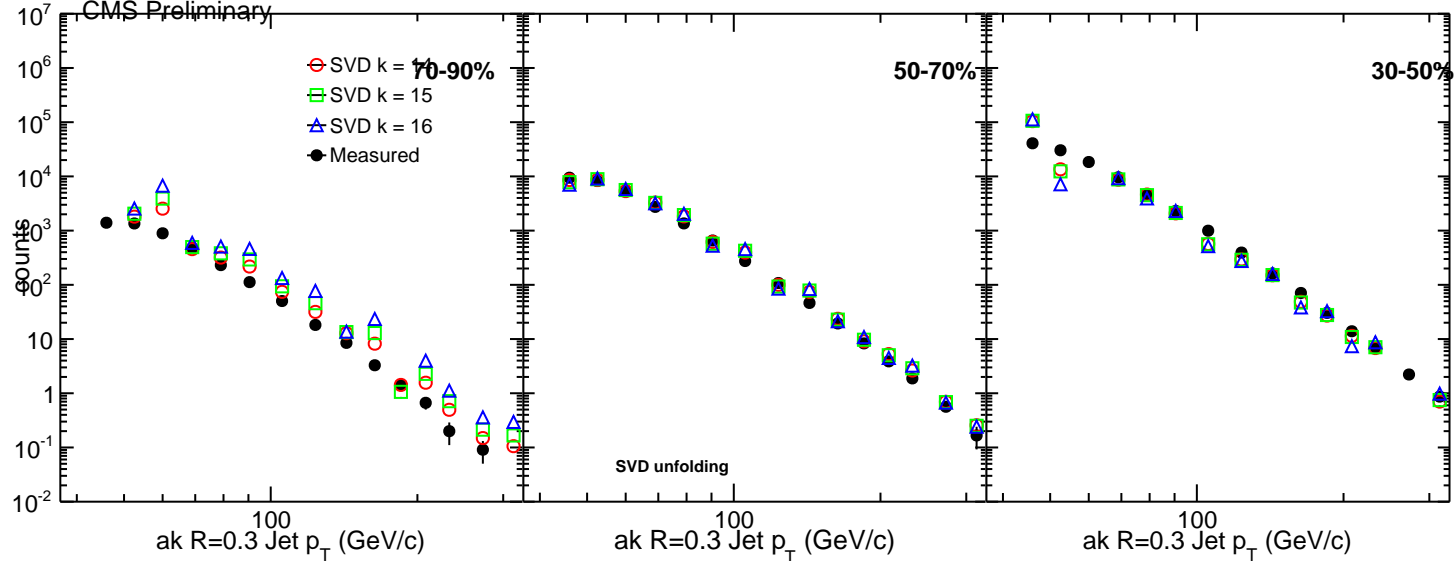 CMS Preliminary
70-90%
50-70%
30-50%
SVD k = 14
SVD k = 15
SVD k = 16
Measured
SVD unfolding
counts
10^7
10^6
10^5
10^4
10^3
10^2
10
1
10^-1
10^-2
100
100
100
ak R=0.3 Jet p_T (GeV/c)
ak R=0.3 Jet p_T (GeV/c)
ak R=0.3 Jet p_T (GeV/c)